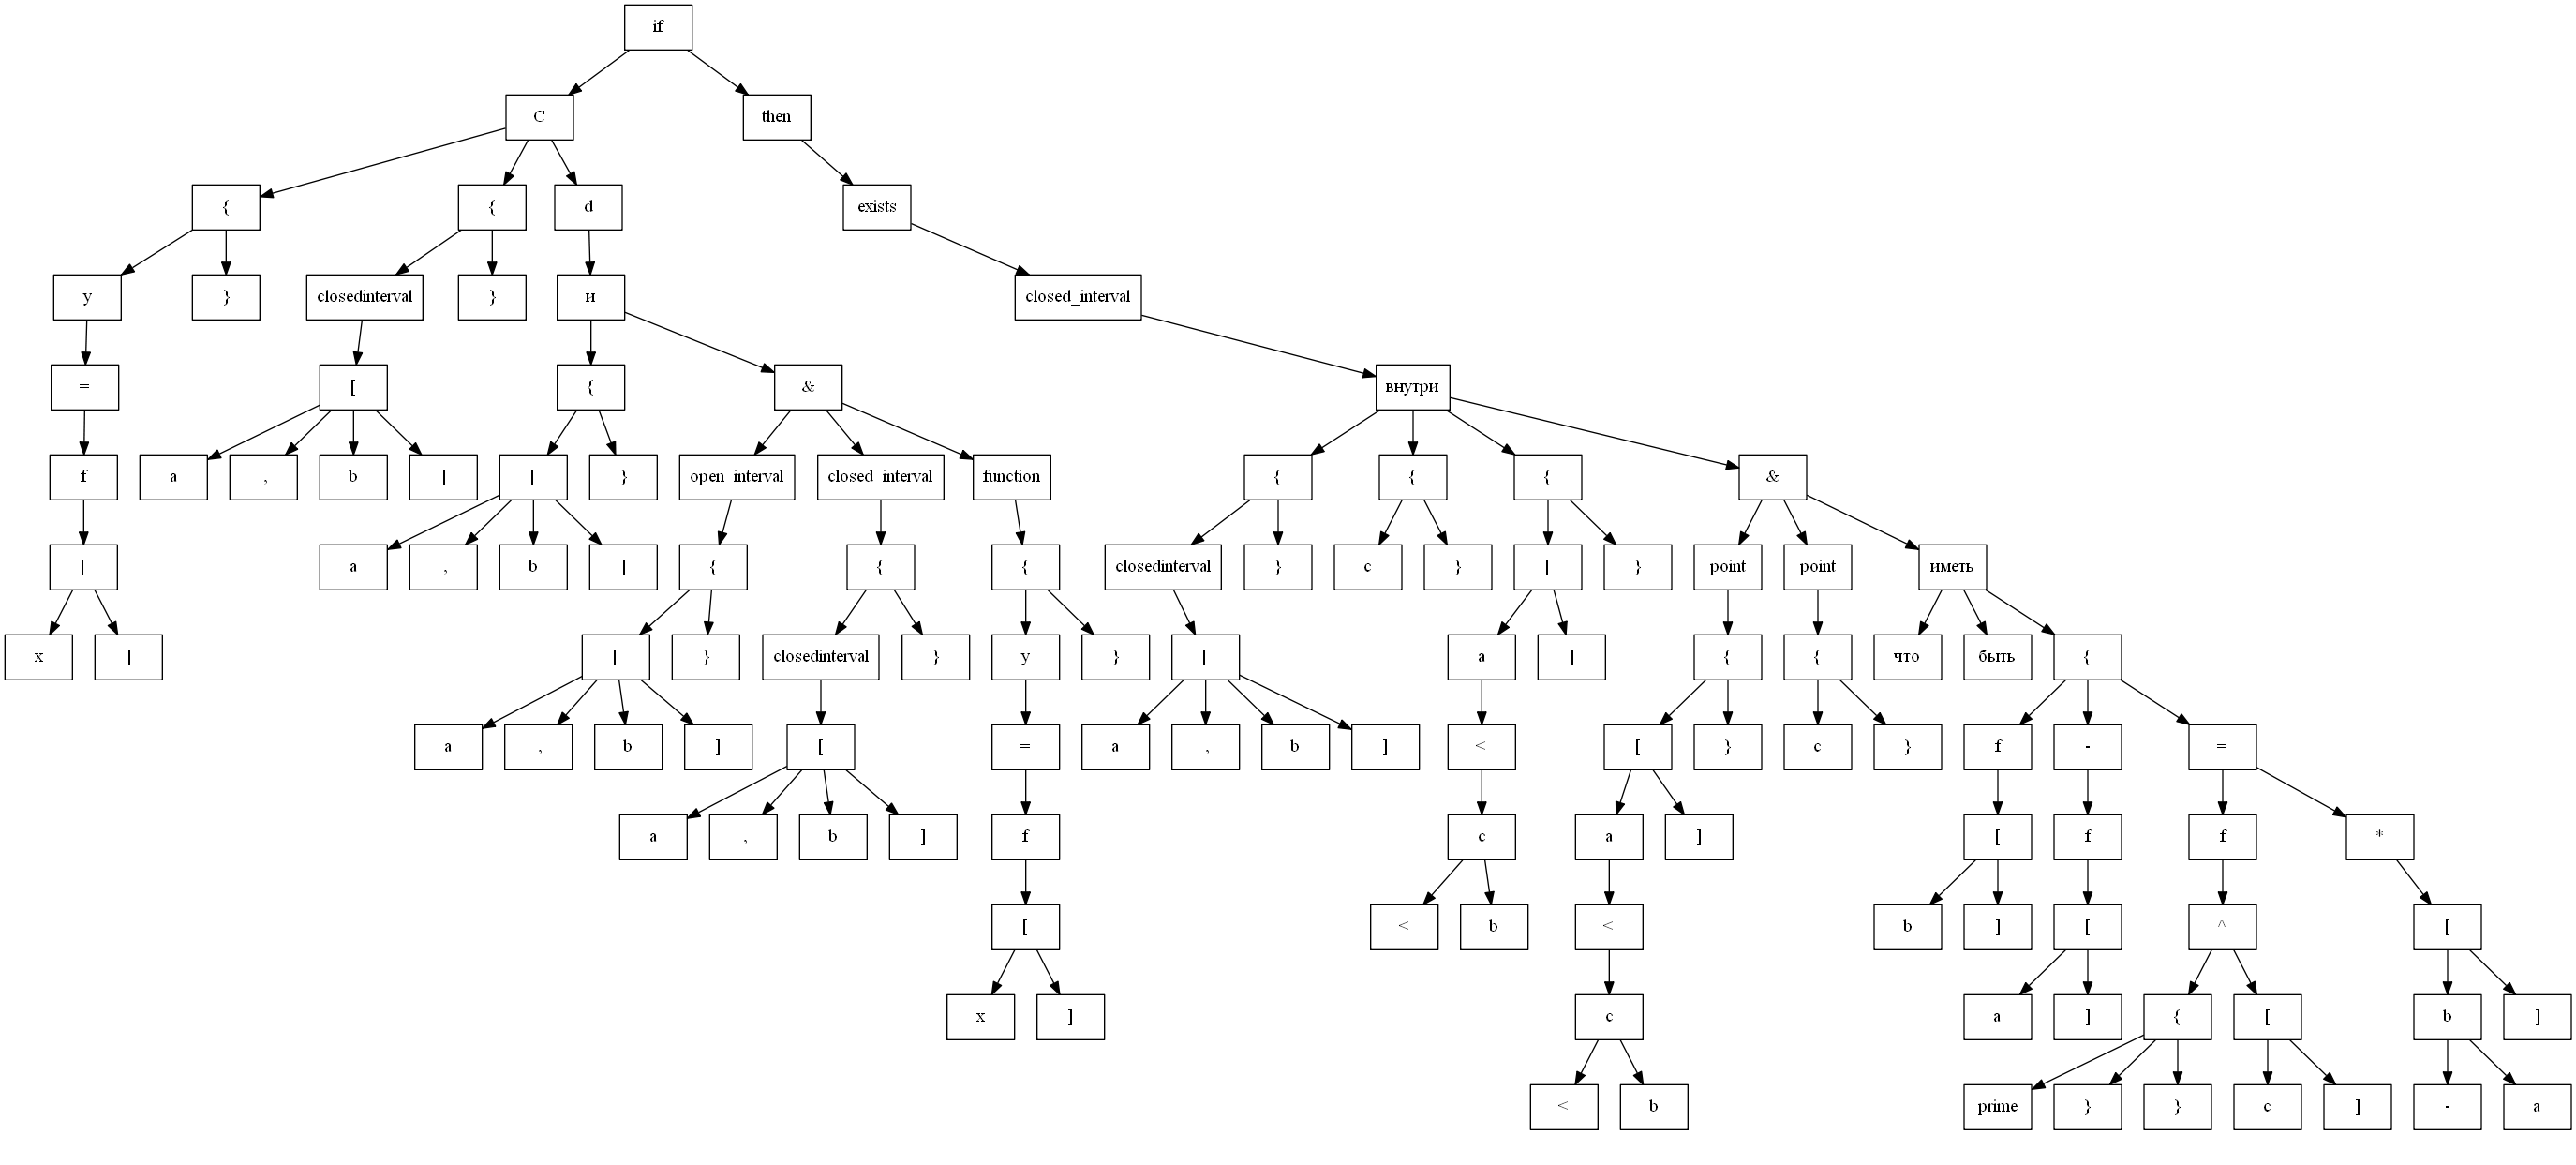 if
C then
{ { d exists
y } closedinterval } и closed_interval
= [ { & внутри
f a , b ] [ } open_interval closed_interval function { { { &
[ a , b ] { { { closedinterval } c } [ } point point иметь
x ] [ } closedinterval } y } [ a ] { { что быть {
a , b ] [ = a , b ] < [ } c } f - =
a , b ] f c a ] [ f f *
[ < b < b ] [ ^ [
x ] c a ] { [ b ]
< b prime } } c ] - a